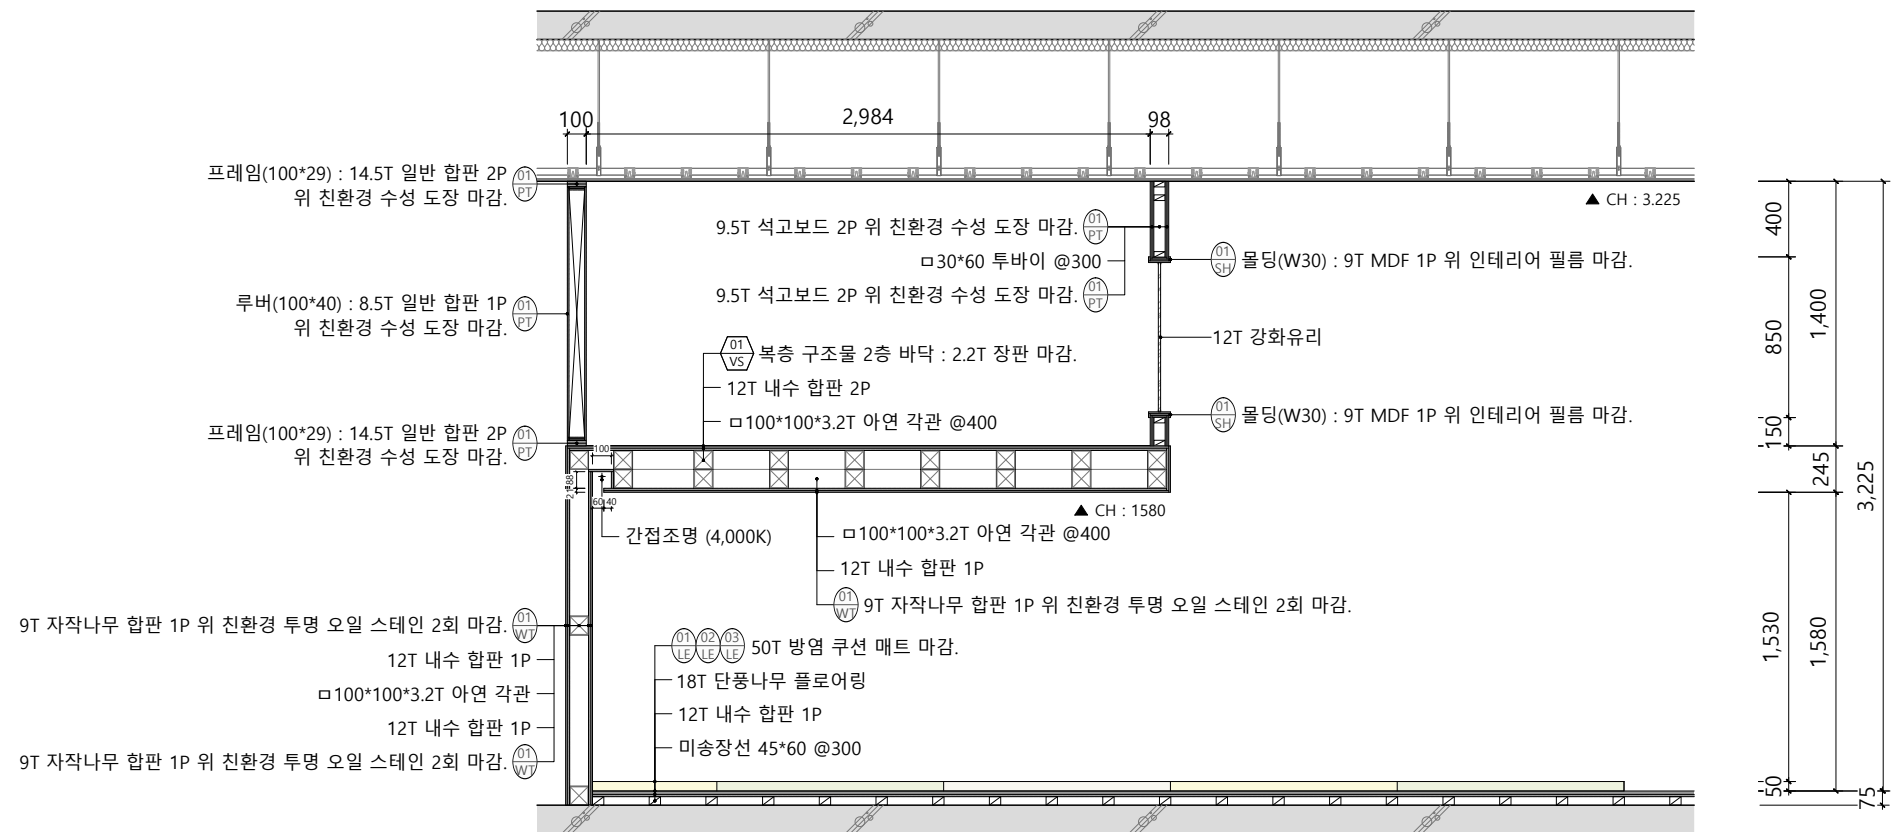 100
2,984
98
프레임(100*29) : 14.5T 일반 합판 2P
위 친환경 수성 도장 마감.
01
PT
▲ CH : 3.225
9.5T 석고보드 2P 위 친환경 수성 도장 마감.
01
PT
ㅁ30*60 투바이 @300
9.5T 석고보드 2P 위 친환경 수성 도장 마감.
01
PT
01
SH
몰딩(W30) : 9T MDF 1P 위 인테리어 필름 마감.
루버(100*40) : 8.5T 일반 합판 1P
위 친환경 수성 도장 마감.
01
PT
12T 강화유리
01
VS
복층 구조물 2층 바닥 : 2.2T 장판 마감.
12T 내수 합판 2P
ㅁ100*100*3.2T 아연 각관 @400
01
SH
몰딩(W30) : 9T MDF 1P 위 인테리어 필름 마감.
프레임(100*29) : 14.5T 일반 합판 2P
위 친환경 수성 도장 마감.
01
PT
100
60
40
▲ CH : 1580
간접조명 (4,000K)
ㅁ100*100*3.2T 아연 각관 @400
12T 내수 합판 1P
01
WT
9T 자작나무 합판 1P 위 친환경 투명 오일 스테인 2회 마감.
9T 자작나무 합판 1P 위 친환경 투명 오일 스테인 2회 마감.
01
WT
12T 내수 합판 1P
ㅁ100*100*3.2T 아연 각관
12T 내수 합판 1P
9T 자작나무 합판 1P 위 친환경 투명 오일 스테인 2회 마감.
01
WT
01
LE
02
LE
03
LE
50T 방염 쿠션 매트 마감.
18T 단풍나무 플로어링
12T 내수 합판 1P
미송장선 45*60 @300
400
850
150
1,400
245
3,225
1,530
1,580
50
75